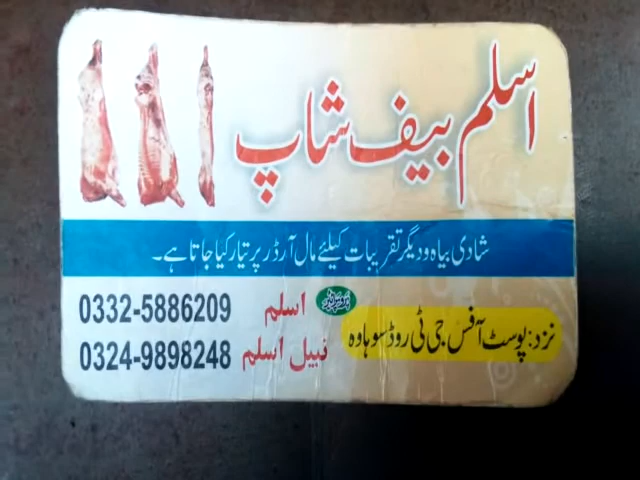 اسلم بیف شاپ
شادی بیاہ و دیگر تقریبات کیلئے مال آرڈر پر تیار کیا جاتا ہے۔
پروپرائیٹر اسلم 0332-5886209
نبیل اسلم 0324-9898248
نزد: پوسٹ آفس جی ٹی روڈ سوہاوہ